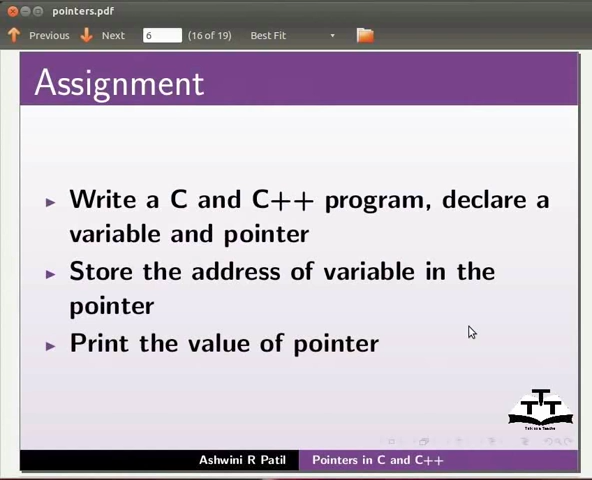 pointers.pdf
Previous Next 6 (16 of 19) Best Fit
Assignment
Write a C and C++ program, declare a
variable and pointer
Store the address of variable in the
pointer
Print the value of pointer
TTT
Ashwini R Patil Pointers in C and C++